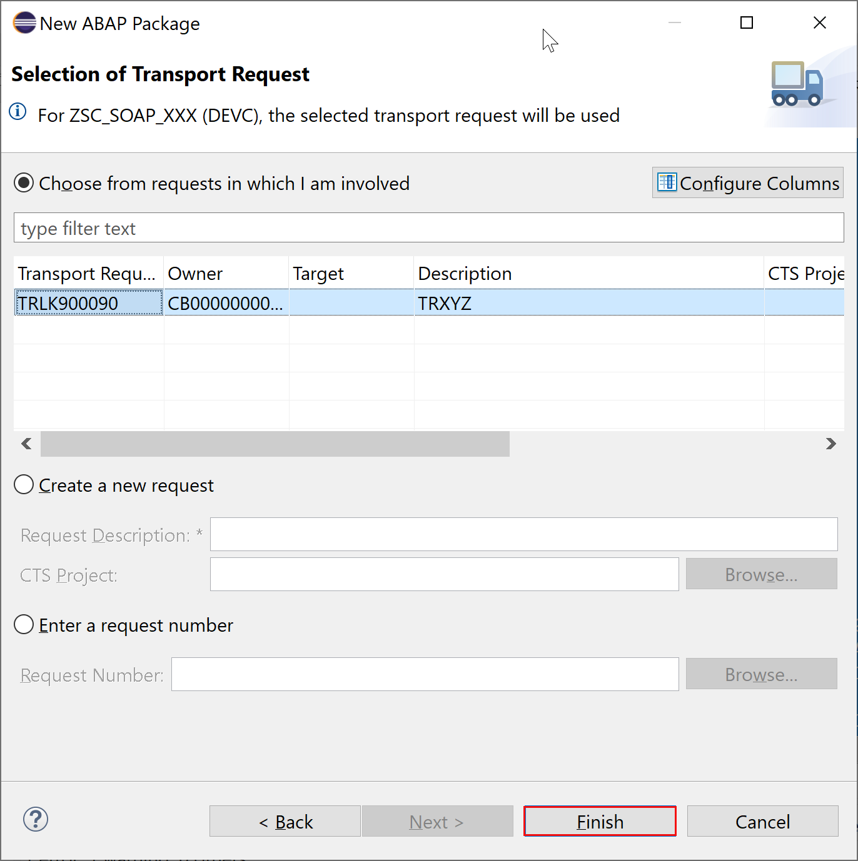 New ABAP Package
Selection of Transport Request
For ZSC_SOAP_XXX (DEVC), the selected transport request will be used
Choose from requests in which I am involved
Configure Columns
type filter text
Transport Requ... Owner Target Description CTS Proje
TRLK900090 CB00000000... TRXYZ
Create a new request
Request Description: *
CTS Project:
Browse...
Enter a request number
Request Number:
Browse...
< Back Next > Finish Cancel